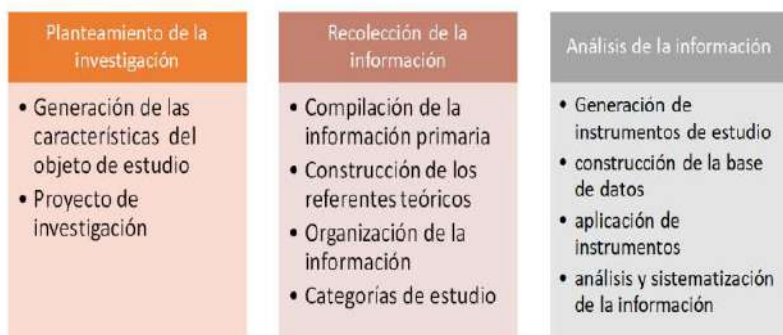 Planteamiento de la
investigación
• Generación de las
características del
objeto de estudio
• Proyecto de
investigación
Recolección de la
información
• Compilación de la
información primaria
• Construcción de los
referentes teóricos
• Organización de la
información
• Categorías de estudio
Análisis de la información
• Generación de
instrumentos de estudio
• construcción de la base
de datos
• aplicación de
instrumentos
• análisis y sistematización
de la información